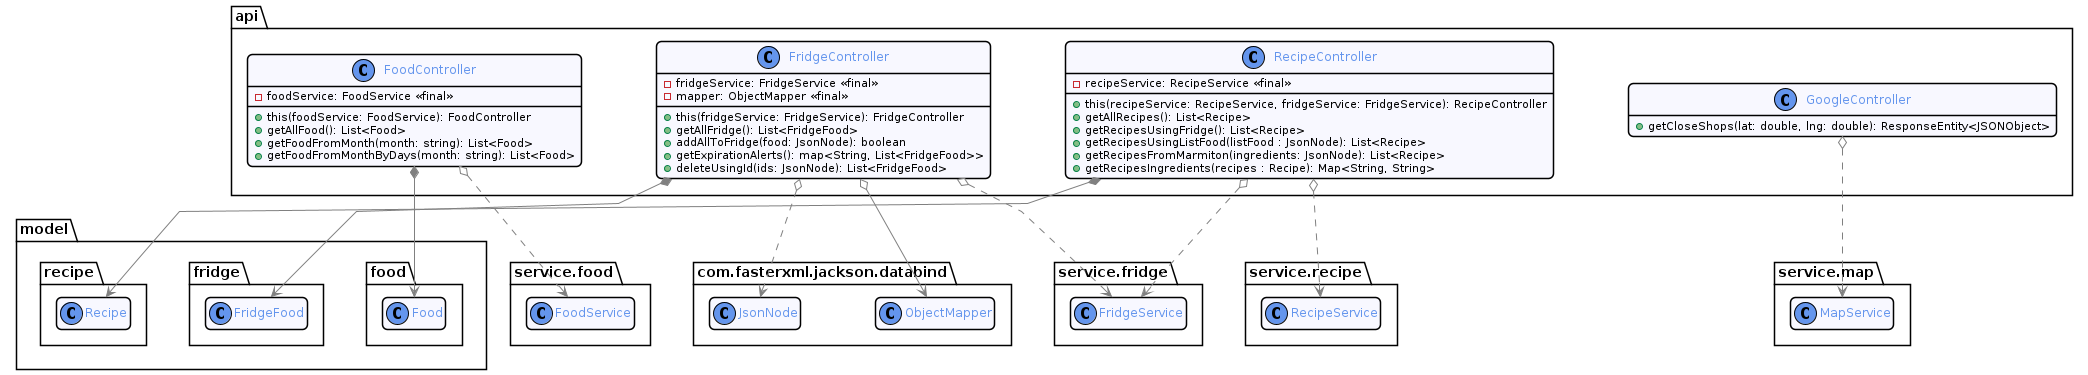 api
C FoodController
foodService: FoodService «final»
this(foodService: FoodService): FoodController
getAllFood(): List<Food>
getFoodFromMonth(month: string): List<Food>
getFoodFromMonthByDays(month: string): List<Food>
C FridgeController
fridgeService: FridgeService «final»
mapper: ObjectMapper «final»
this(fridgeService: FridgeService): FridgeController
getAllFridge(): List<FridgeFood>
addAllToFridge(food: JsonNode): boolean
getExpirationAlerts(): map<String, List<FridgeFood>>
deleteUsingId(ids: JsonNode): List<FridgeFood>
C RecipeController
recipeService: RecipeService «final»
this(recipeService: RecipeService, fridgeService: FridgeService): RecipeController
getAllRecipes(): List<Recipe>
getRecipesUsingFridge(): List<Recipe>
getRecipesUsingListFood(listFood : JsonNode): List<Recipe>
getRecipesFromMarmiton(ingredients: JsonNode): List<Recipe>
getRecipesIngredients(recipes : Recipe): Map<String, String>
C GoogleController
getCloseShops(lat: double, lng: double): ResponseEntity<JSONObject>
model
recipe
C Recipe
fridge
C FridgeFood
food
C Food
service.food
C FoodService
com.fasterxml.jackson.databind
C JsonNode
C ObjectMapper
service.fridge
C FridgeService
service.recipe
C RecipeService
service.map
C MapService